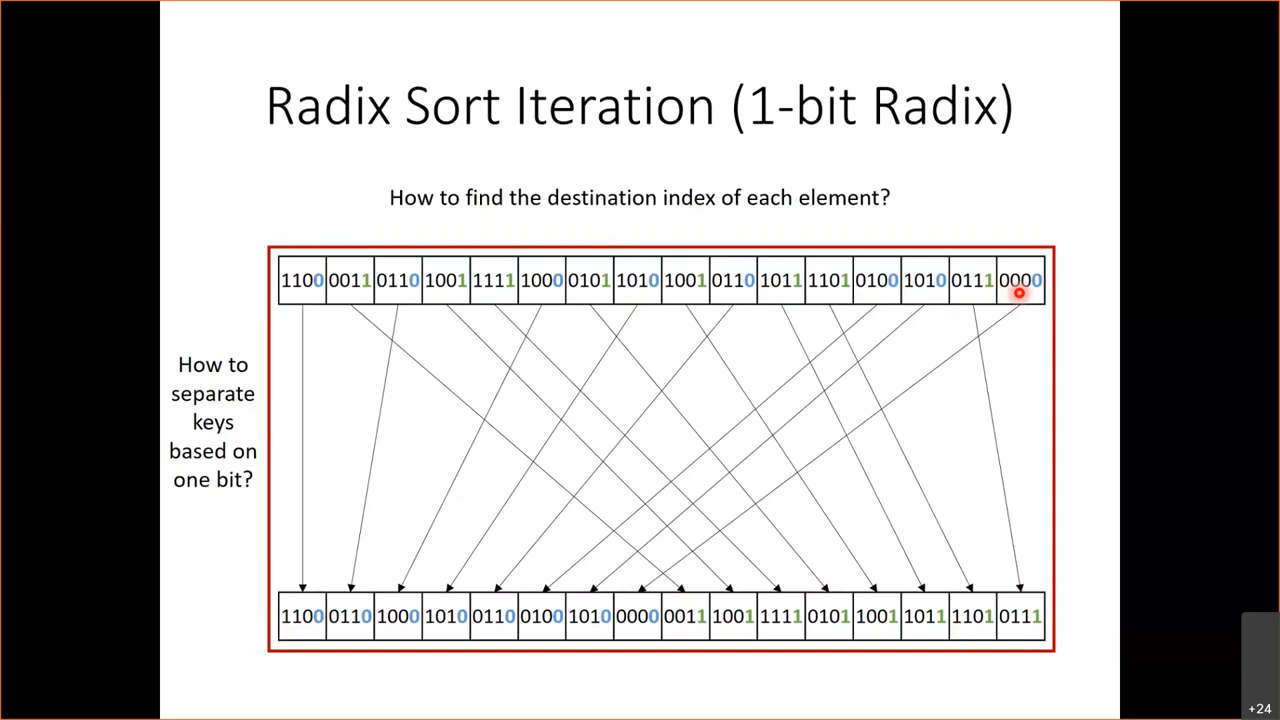 Radix Sort Iteration (1-bit Radix)
How to find the destination index of each element?
1100 0011 0110 1001 1111 1000 0101 1010 1001 0110 1011 1101 0100 1010 0111 0000
How to
separate
keys
based on
one bit?
1100 0110 1000 1010 0110 0100 1010 0000 0011 1001 1111 0101 1001 1011 1101 0111
+24